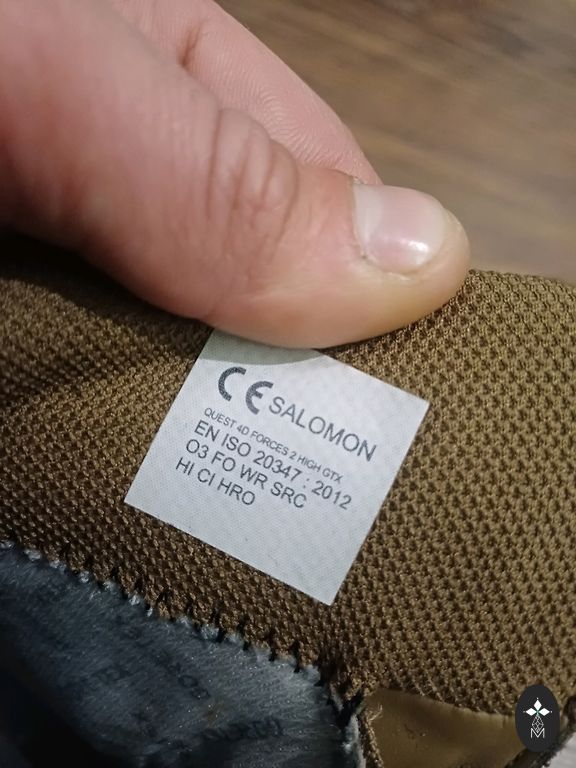 CE SALOMON
QUEST 4D FORCES 2 HIGH GTX
EN ISO 20347 : 2012
O3 FO WR SRC
HI CI HRO